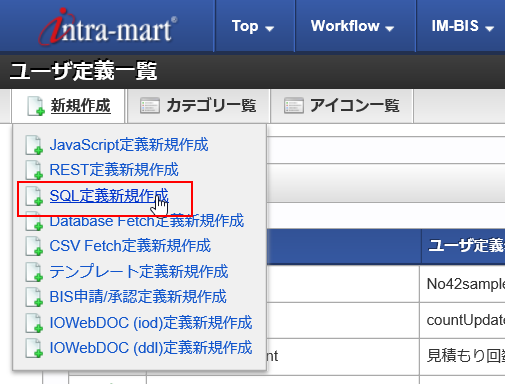 intra-mart® Top Workflow IM-BIS
ユーザ定義一覧
新規作成 カテゴリ一覧 アイコン一覧
JavaScript定義新規作成
REST定義新規作成
SQL定義新規作成
Database Fetch定義新規作成
CSV Fetch定義新規作成
ユーザ定義
テンプレート定義新規作成
No42sample
BIS申請/承認定義新規作成
IOWebDOC (iod)定義新規作成
countUpdate
IOWebDOC (ddl)定義新規作成
nt
見積もり回数